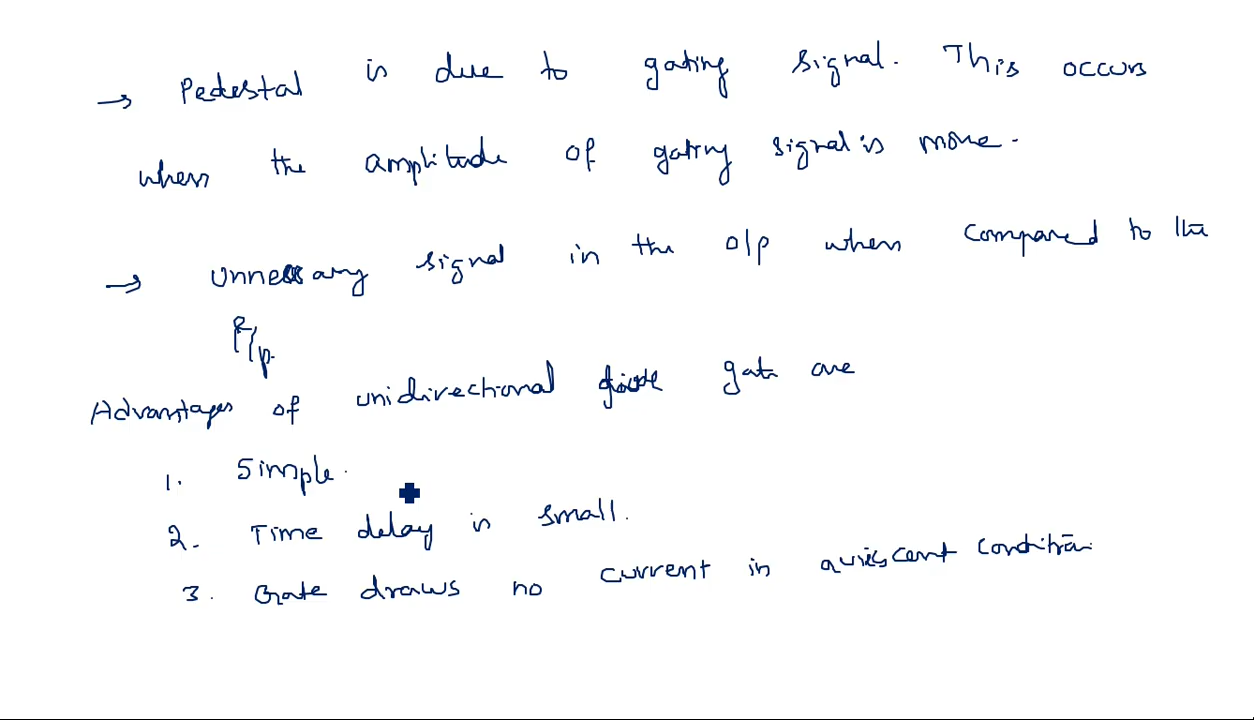 → Pedestal is due to gating signal. This occurs
when the amplitude of gating signal is more.
→ Unnecessary signal in the o/p when compared to the
i/p.
Advantages of unidirectional diode gate are
1. Simple.
2. Time delay is small.
3. Gate draws no current in quiescent condition